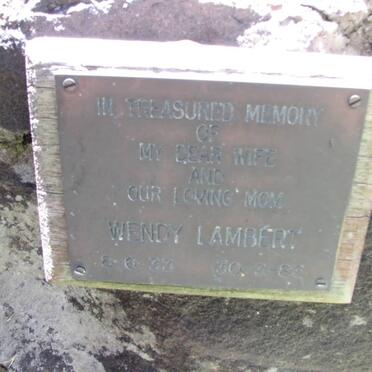 IN TREASURED MEMORY
OF
MY DEAR WIFE
AND
OUR LOVING MOM
WENDY LAMBERT